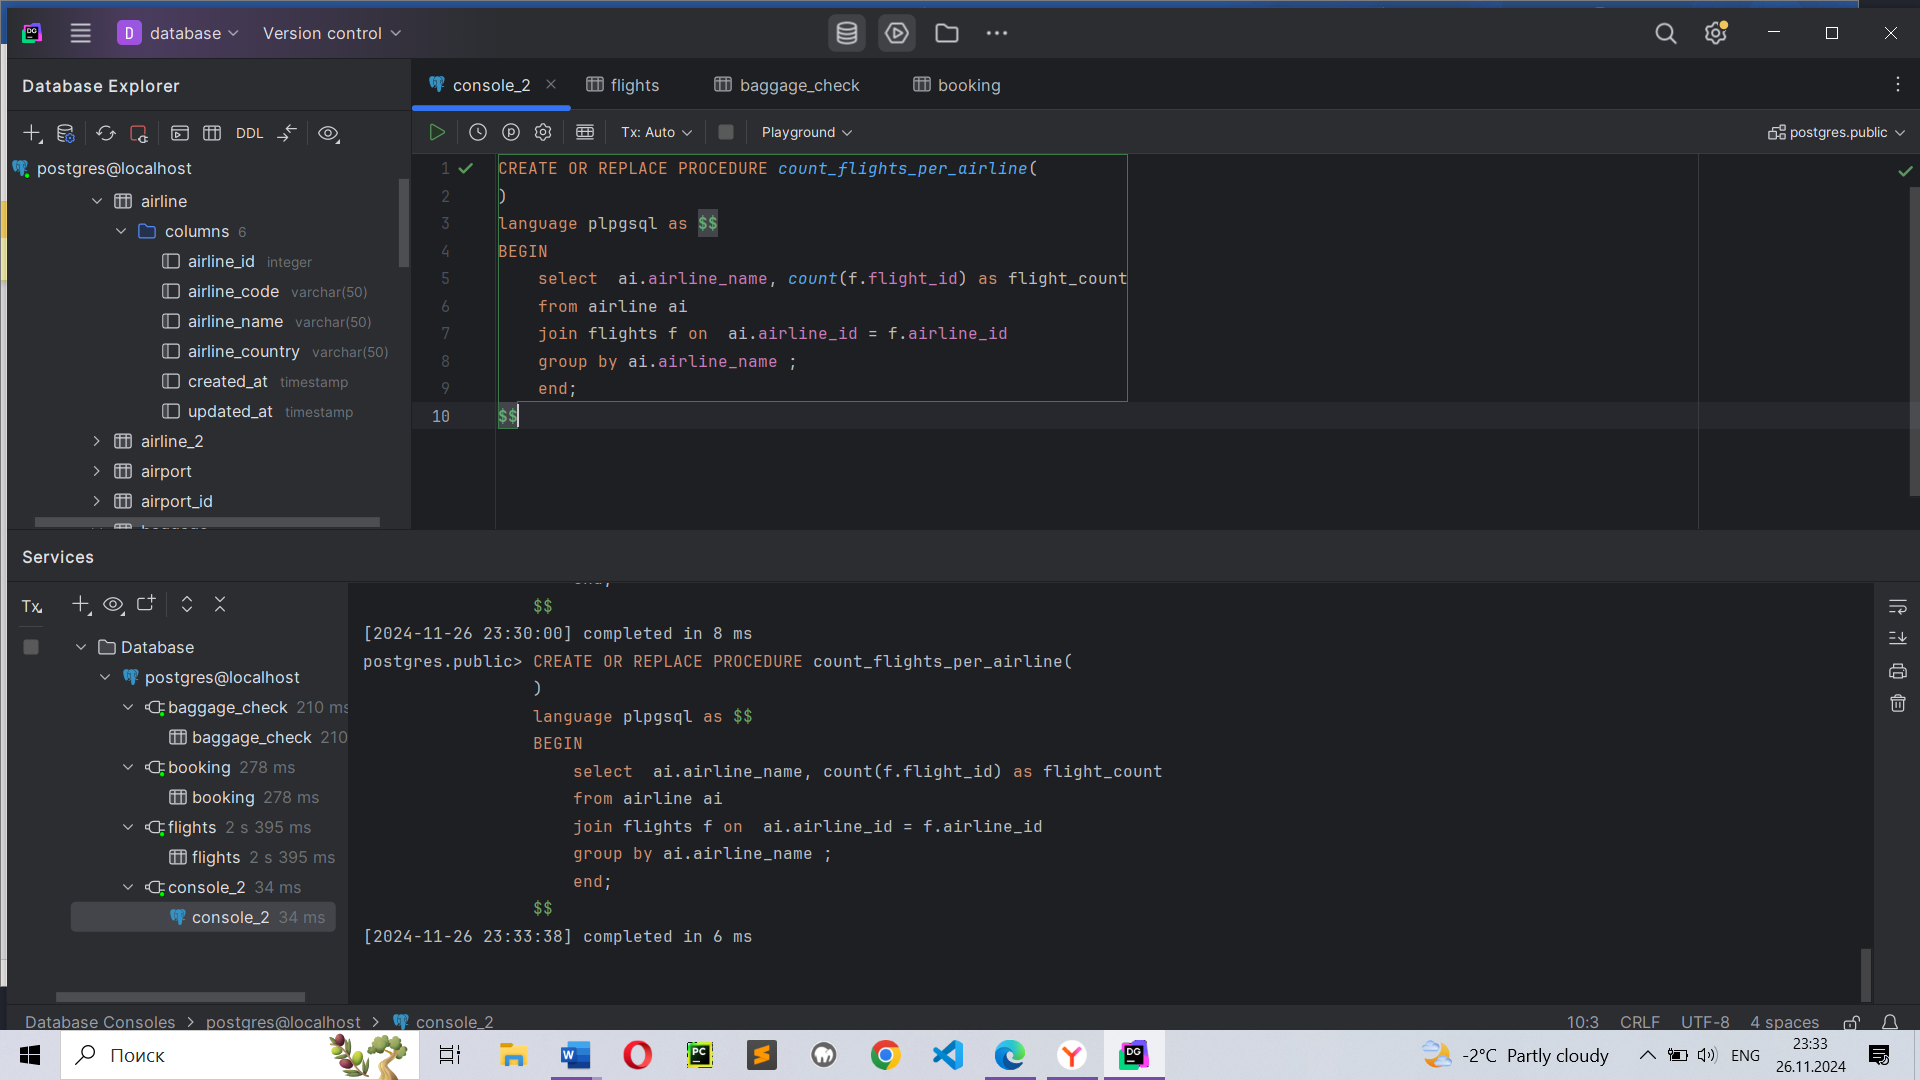 D database Version control
Database Explorer
console_2 flights baggage_check booking
DDL
Tx: Auto Playground postgres.public
postgres@localhost
airline
columns 6
airline_id integer
airline_code varchar(50)
airline_name varchar(50)
airline_country varchar(50)
created_at timestamp
updated_at timestamp
airline_2
airport
airport_id
1 CREATE OR REPLACE PROCEDURE count_flights_per_airline(
2 )
3 language plpgsql as $$
4 BEGIN
5 select  ai.airline_name, count(f.flight_id) as flight_count
6 from airline ai
7 join flights f on  ai.airline_id = f.airline_id
8 group by ai.airline_name ;
9 end;
10 $$
Services
Tx
Database
postgres@localhost
baggage_check 210 ms
baggage_check 210
booking 278 ms
booking 278 ms
flights 2 s 395 ms
flights 2 s 395 ms
console_2 34 ms
console_2 34 ms
end;
$$
[2024-11-26 23:30:00] completed in 8 ms
postgres.public> CREATE OR REPLACE PROCEDURE count_flights_per_airline(
)
language plpgsql as $$
BEGIN
select  ai.airline_name, count(f.flight_id) as flight_count
from airline ai
join flights f on  ai.airline_id = f.airline_id
group by ai.airline_name ;
end;
$$
[2024-11-26 23:33:38] completed in 6 ms
Database Consoles > postgres@localhost > console_2
10:3 CRLF UTF-8 4 spaces
Поиск
-2°C Partly cloudy
ENG
23:33
26.11.2024